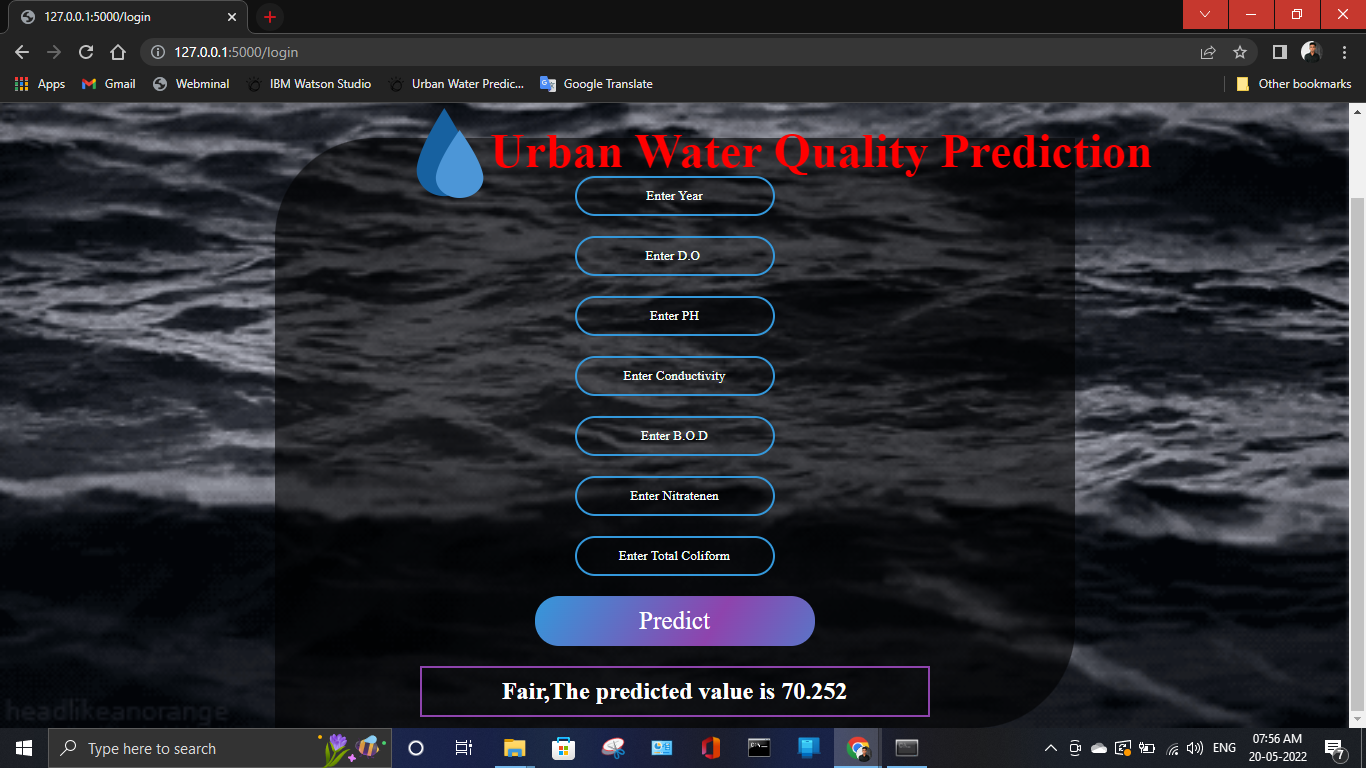 127.0.0.1:5000/login
127.0.0.1:5000/login
Apps Gmail Webminal IBM Watson Studio Urban Water Predic... Google Translate Other bookmarks
Urban Water Quality Prediction
Enter Year
Enter D.O
Enter PH
Enter Conductivity
Enter B.O.D
Enter Nitratenen
Enter Total Coliform
Predict
Fair,The predicted value is 70.252
headlikeanorange
Type here to search
ENG
07:56 AM
20-05-2022
7